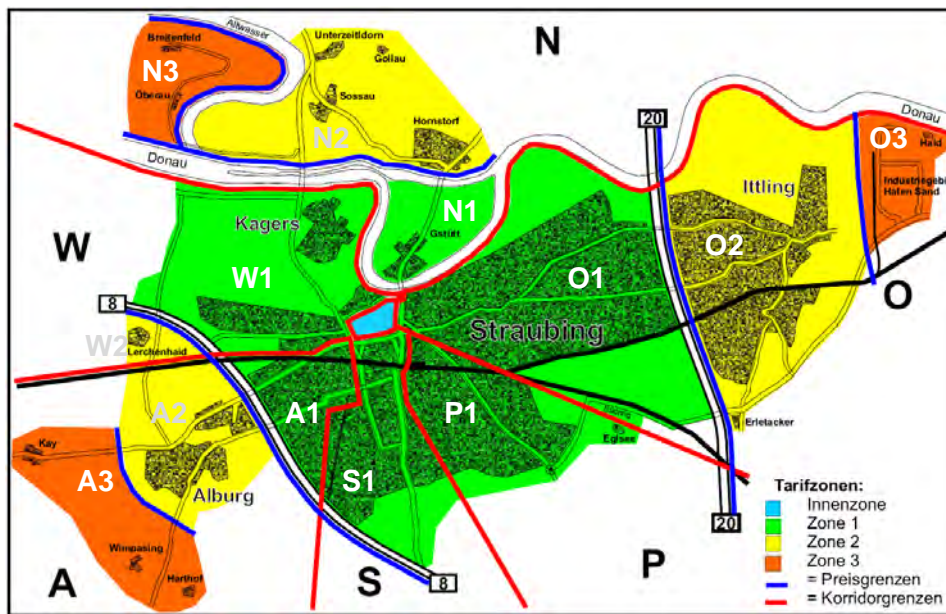 Altwasser
Breitenfeld
Unterzeitldorn
Gollau
N
N3
Oberau
Sossau
N2
Hornstorf
20
Donau
O3
Haid
Donau
Industriegebiet
Hafen Sand
Ittling
Kagers
N1
Gstütt
W
W1
O1
O2
O
8
Straubing
W2
Lerchenhaid
A2
A1
P1
Eglsee
Erletacker
Kay
A3
Alburg
S1
20
Wimpasing
Harthof
A
S
8
P
Tarifzonen:
Innenzone
Zone 1
Zone 2
Zone 3
= Preisgrenzen
= Korridorgrenzen